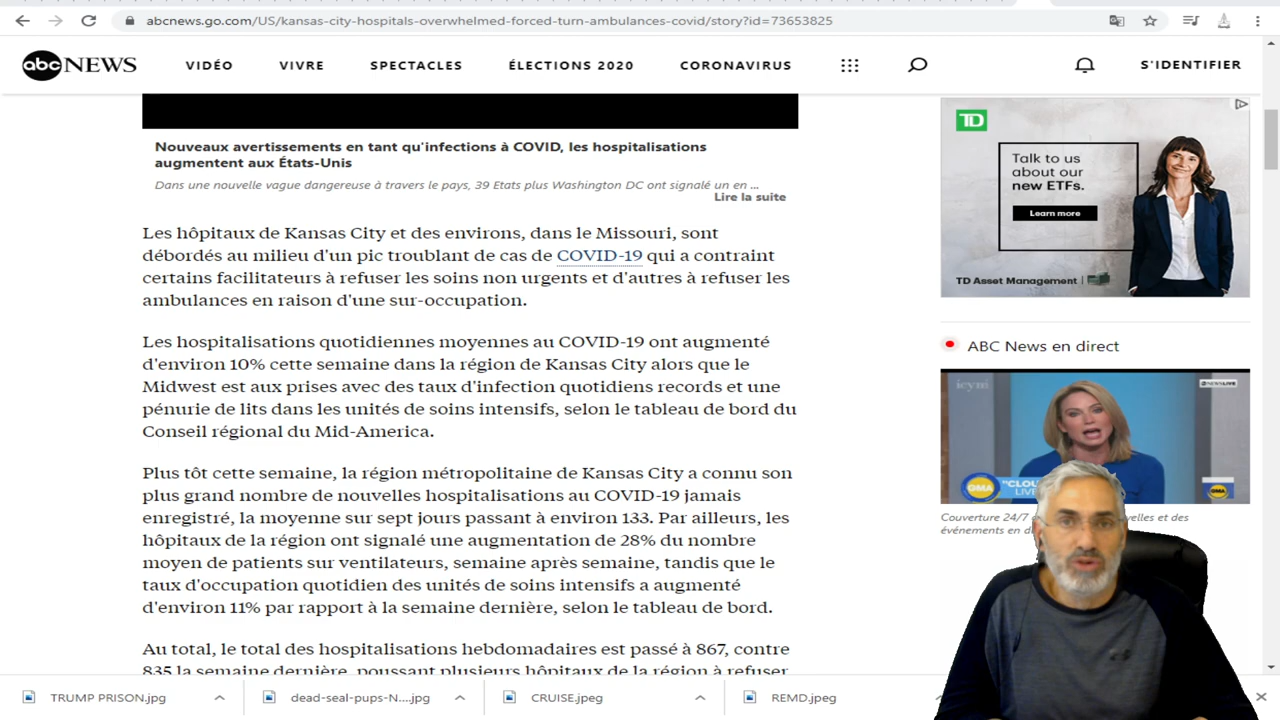 abcnews.go.com/US/kansas-city-hospitals-overwhelmed-forced-turn-ambulances-covid/story?id=73653825
abc NEWS
VIDÉO
VIVRE
SPECTACLES
ÉLECTIONS 2020
CORONAVIRUS
S'IDENTIFIER
Nouveaux avertissements en tant qu'infections à COVID, les hospitalisations
augmentent aux États-Unis
Dans une nouvelle vague dangereuse à travers le pays, 39 Etats plus Washington DC ont signalé un en ...
Lire la suite
Les hôpitaux de Kansas City et des environs, dans le Missouri, sont
débordés au milieu d'un pic troublant de cas de COVID-19 qui a contraint
certains facilitateurs à refuser les soins non urgents et d'autres à refuser les
ambulances en raison d'une sur-occupation.
Les hospitalisations quotidiennes moyennes au COVID-19 ont augmenté
d'environ 10% cette semaine dans la région de Kansas City alors que le
Midwest est aux prises avec des taux d'infection quotidiens records et une
pénurie de lits dans les unités de soins intensifs, selon le tableau de bord du
Conseil régional du Mid-America.
Plus tôt cette semaine, la région métropolitaine de Kansas City a connu son
plus grand nombre de nouvelles hospitalisations au COVID-19 jamais
enregistré, la moyenne sur sept jours passant à environ 133. Par ailleurs, les
hôpitaux de la région ont signalé une augmentation de 28% du nombre
moyen de patients sur ventilateurs, semaine après semaine, tandis que le
taux d'occupation quotidien des unités de soins intensifs a augmenté
d'environ 11% par rapport à la semaine dernière, selon le tableau de bord.
Au total, le total des hospitalisations hebdomadaires est passé à 867, contre
835 la semaine dernière, poussant plusieurs hôpitaux de la région à refuser
TD
Talk to us
about our
new ETFs.
Learn more
TD Asset Management
ABC News en direct
icymi
NEWS LIVE
GMA
"CLOU
LIVE
GMA
Couverture 24/7 velles et des
événements en
TRUMP PRISON.jpg
dead-seal-pups-N....jpg
CRUISE.jpeg
REMD.jpeg